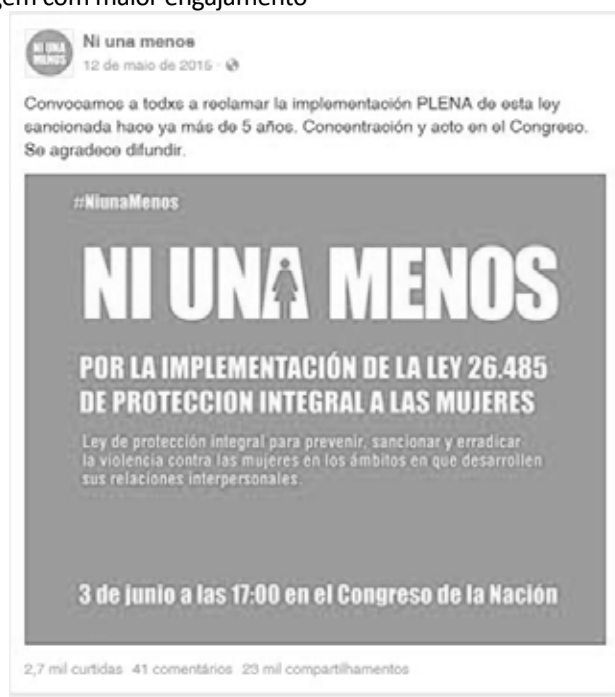 gem com maior engajamento
NI UNA
MENOS
Ni una menos
12 de maio de 2015
Convocamos a todxs a reclamar la implementación PLENA de esta ley
sancionada hace ya más de 5 años. Concentración y acto en el Congreso.
Se agradece difundir.
#NiunaMenos
NI UNA MENOS
POR LA IMPLEMENTACIÓN DE LA LEY 26.485
DE PROTECCION INTEGRAL A LAS MUJERES
Ley de protección integral para prevenir, sancionar y erradicar
la violencia contra las mujeres en los ámbitos en que desarrollen
sus relaciones interpersonales
3 de junio a las 17:00 en el Congreso de la Nación
2,7 mil curtidas 41 comentários 23 mil compartilhamentos